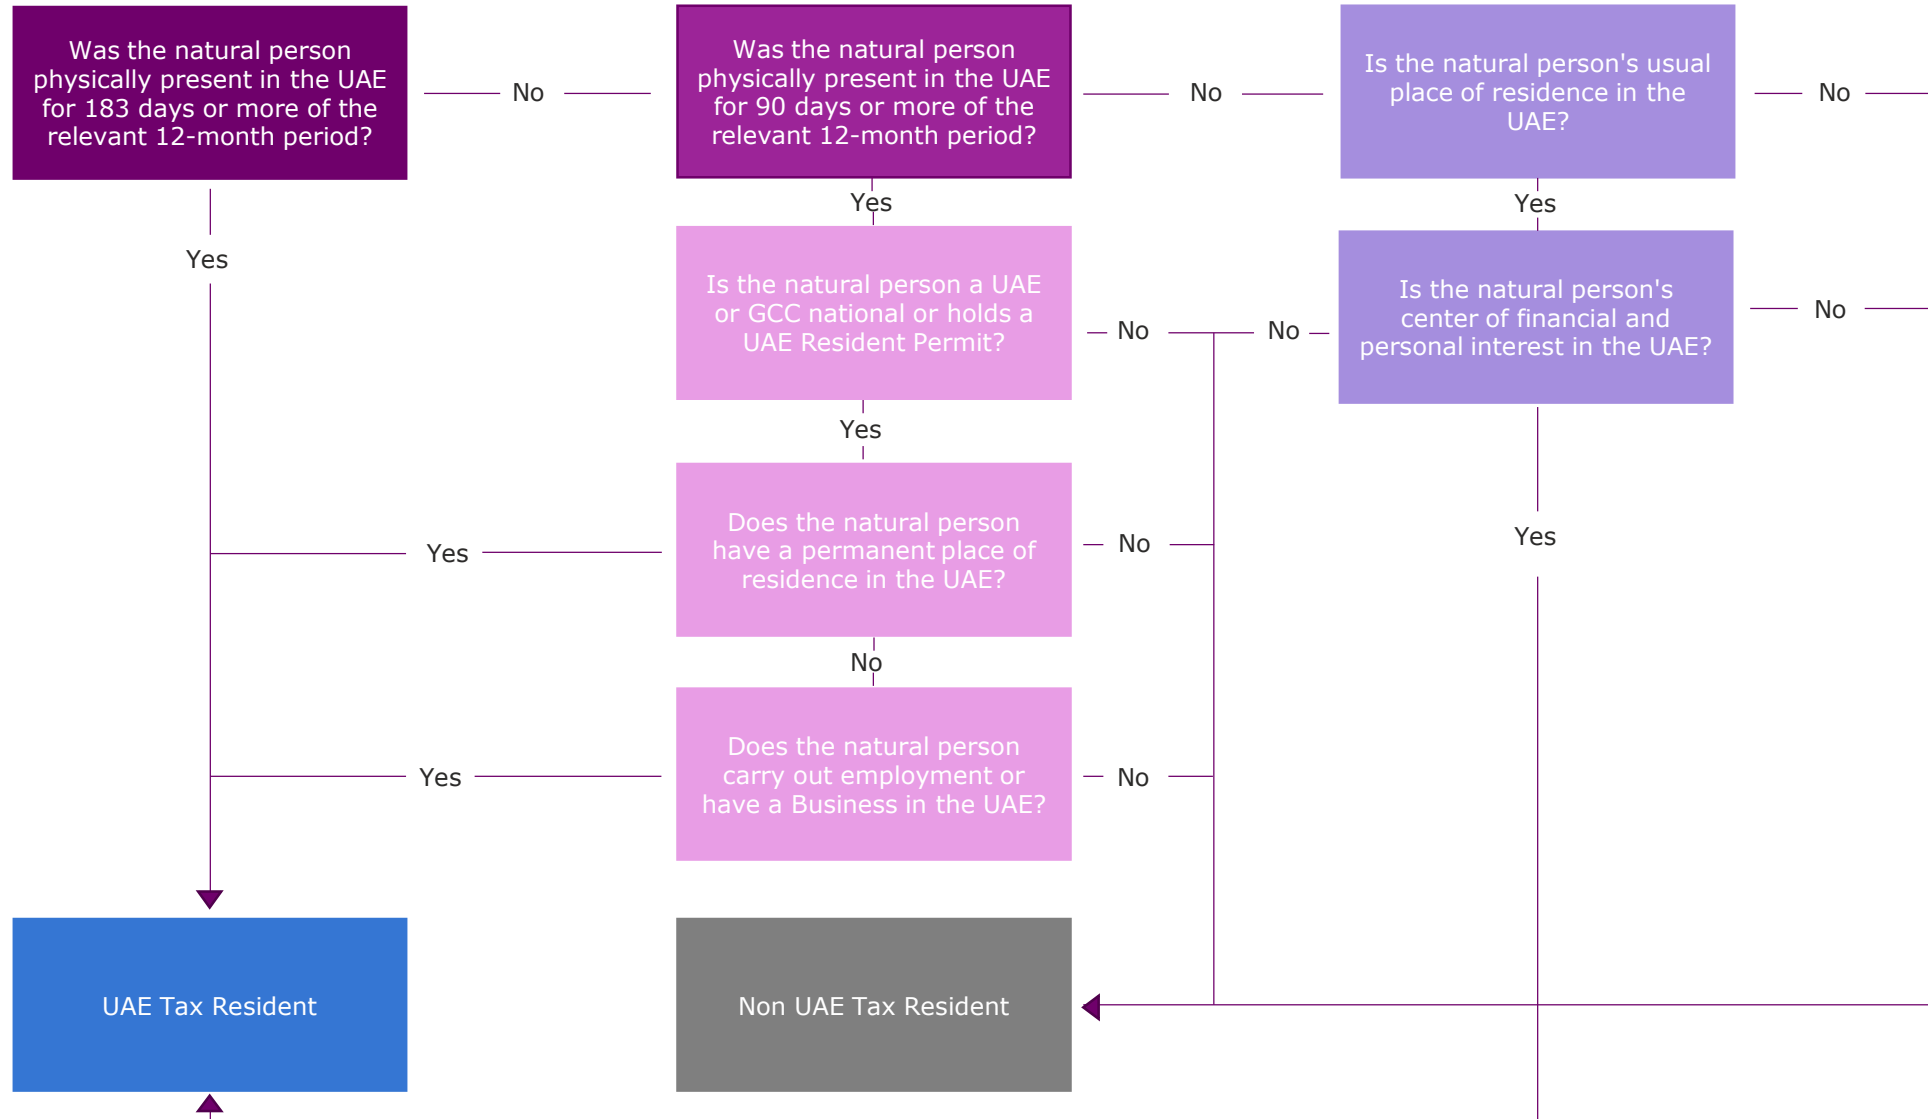 Was the natural person
physically present in the UAE
for 183 days or more of the
relevant 12-month period?
No
Was the natural person
physically present in the UAE
for 90 days or more of the
relevant 12-month period?
No
Is the natural person's usual
place of residence in the
UAE?
No
Yes
Yes
Yes
Is the natural person a UAE
or GCC national or holds a
UAE Resident Permit?
No
No
Is the natural person's
center of financial and
personal interest in the UAE?
No
Yes
Yes
Does the natural person
have a permanent place of
residence in the UAE?
Yes
No
No
Yes
Does the natural person
carry out employment or
have a Business in the UAE?
No
UAE Tax Resident
Non UAE Tax Resident